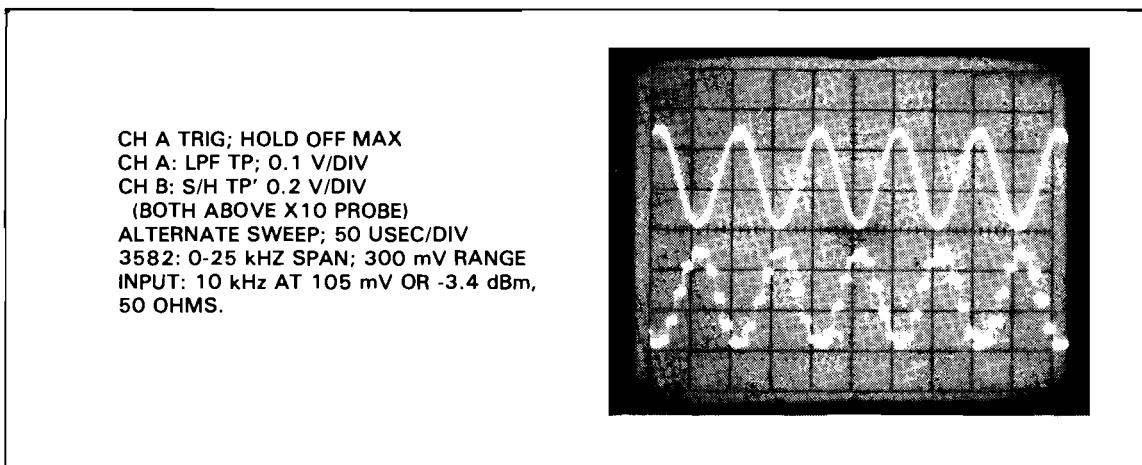 CH A TRIG; HOLD OFF MAX
CH A: LPF TP; 0.1 V/DIV
CH B: S/H TP' 0.2 V/DIV
(BOTH ABOVE X10 PROBE)
ALTERNATE SWEEP; 50 USEC/DIV
3582: 0-25 kHZ SPAN; 300 mV RANGE
INPUT: 10 kHz AT 105 mV OR -3.4 dBm,
50 OHMS.